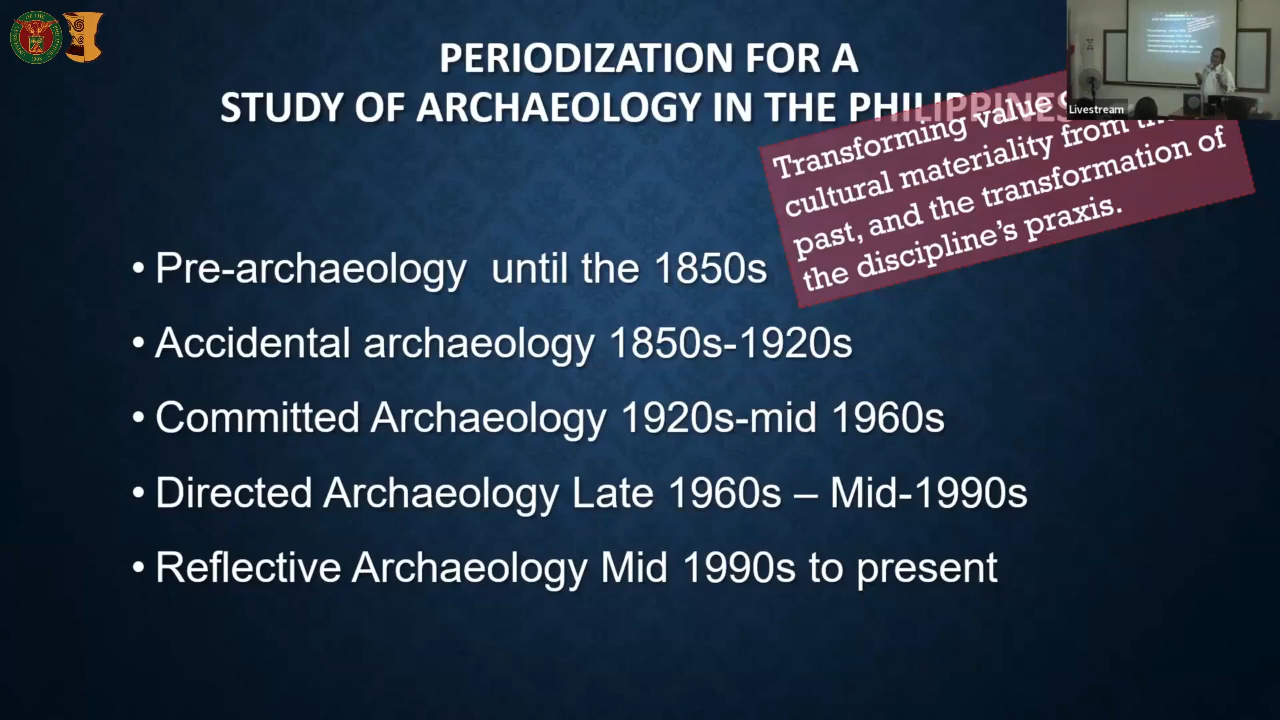 PERIODIZATION FOR A
STUDY OF ARCHAEOLOGY IN THE PHILIPPINES
Livestream
Transforming value
cultural materiality from
past, and the transformation of
the discipline's praxis.
• Pre-archaeology until the 1850s
• Accidental archaeology 1850s-1920s
• Committed Archaeology 1920s-mid 1960s
• Directed Archaeology Late 1960s – Mid-1990s
• Reflective Archaeology Mid 1990s to present